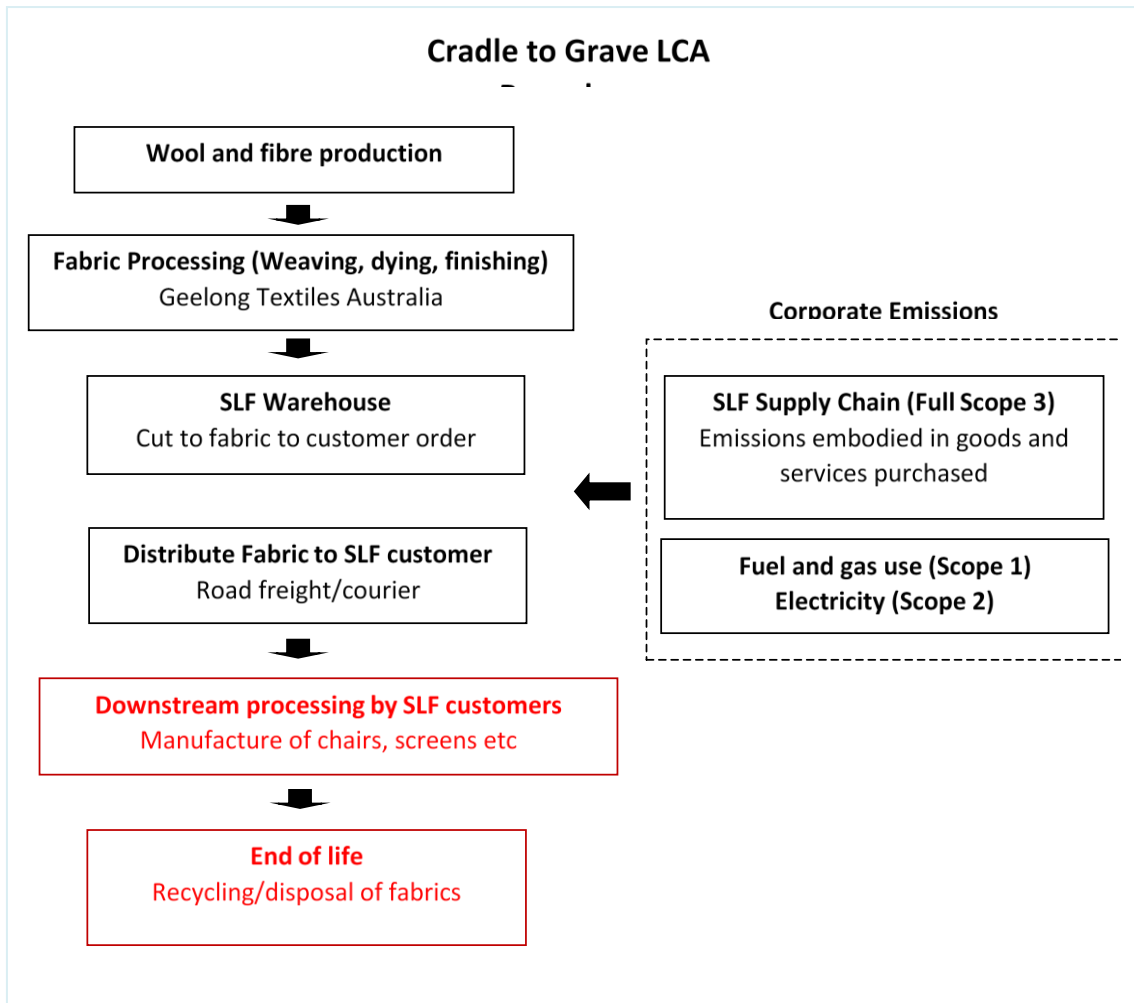 Cradle to Grave LCA
Wool and fibre production
Fabric Processing (Weaving, dying, finishing)
Geelong Textiles Australia
SLF Warehouse
Cut to fabric to customer order
Distribute Fabric to SLF customer
Road freight/courier
Downstream processing by SLF customers
Manufacture of chairs, screens etc
End of life
Recycling/disposal of fabrics
Corporate Emissions
SLF Supply Chain (Full Scope 3)
Emissions embodied in goods and
services purchased
Fuel and gas use (Scope 1)
Electricity (Scope 2)